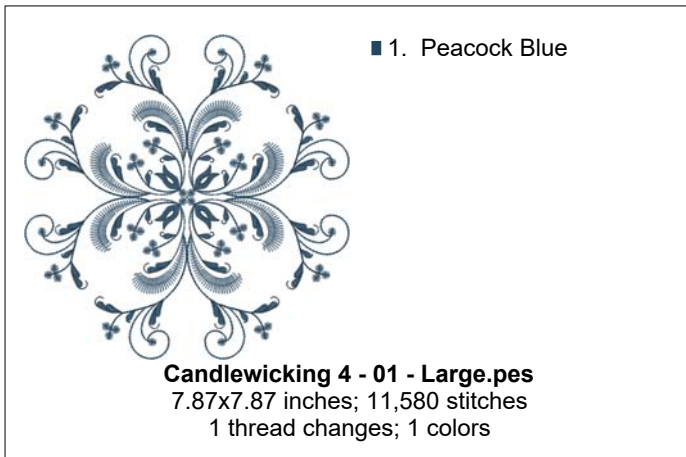 1. Peacock Blue
Candlewicking 4 - 01 - Large.pes
7.87x7.87 inches; 11,580 stitches
1 thread changes; 1 colors